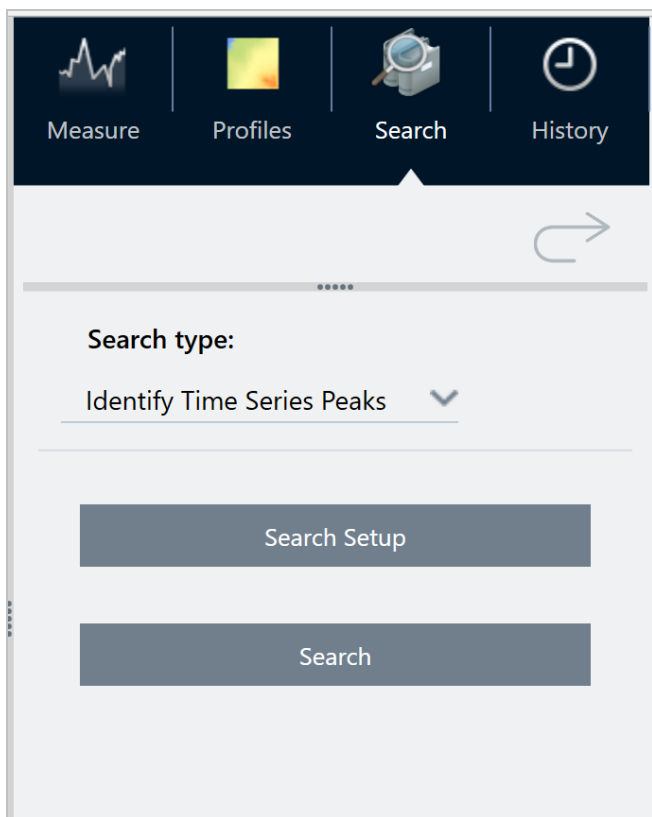 Measure Profiles Search History
Search type:
Identify Time Series Peaks
Search Setup
Search